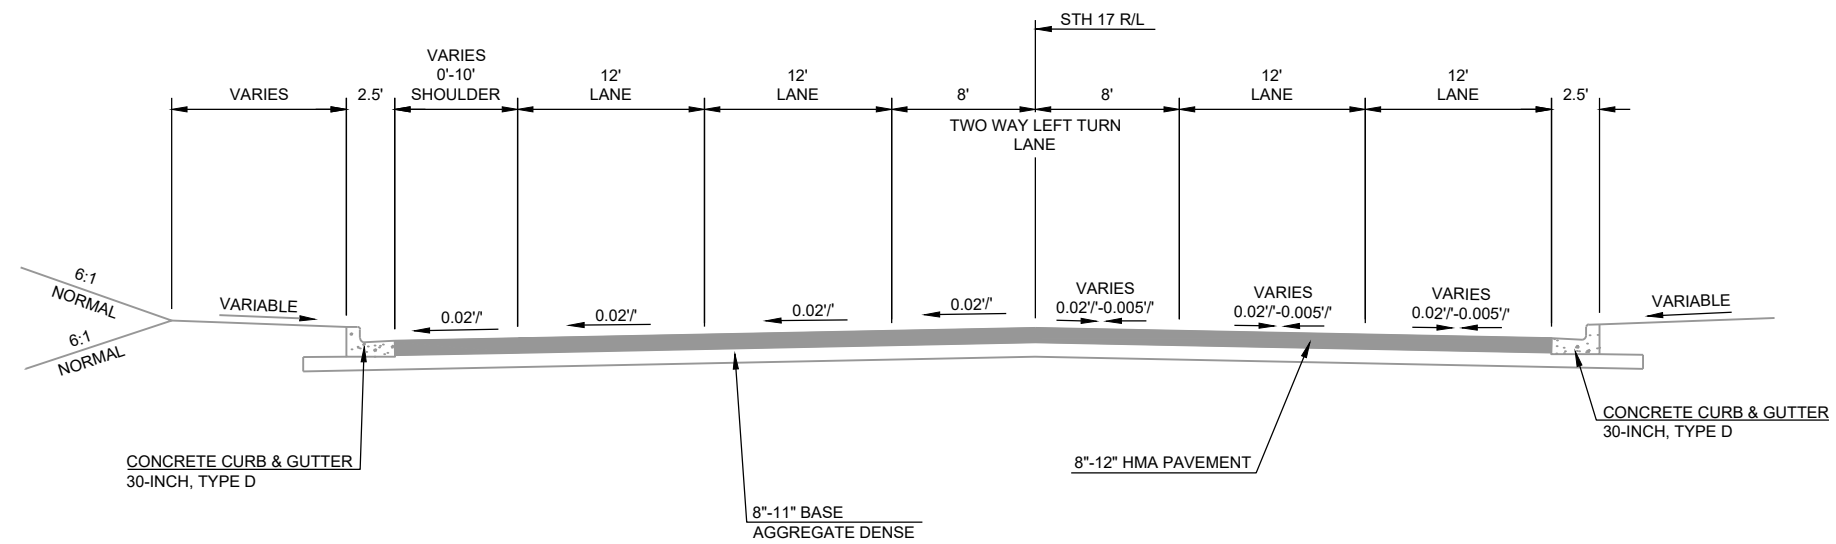 STH 17 R/L
VARIES
2.5'
VARIES
0'-10'
SHOULDER
12'
LANE
12'
LANE
8'
8'
TWO WAY LEFT TURN
LANE
12'
LANE
12'
LANE
2.5'
6:1
NORMAL
6:1
NORMAL
VARIABLE
0.02'/'
0.02'/'
0.02'/'
0.02'/'
VARIES
0.02'/'-0.005'/'
VARIES
0.02'/'-0.005'/'
VARIES
0.02'/'-0.005'/'
VARIABLE
CONCRETE CURB & GUTTER
30-INCH, TYPE D
8"-11" BASE
AGGREGATE DENSE
8"-12" HMA PAVEMENT
CONCRETE CURB & GUTTER
30-INCH, TYPE D